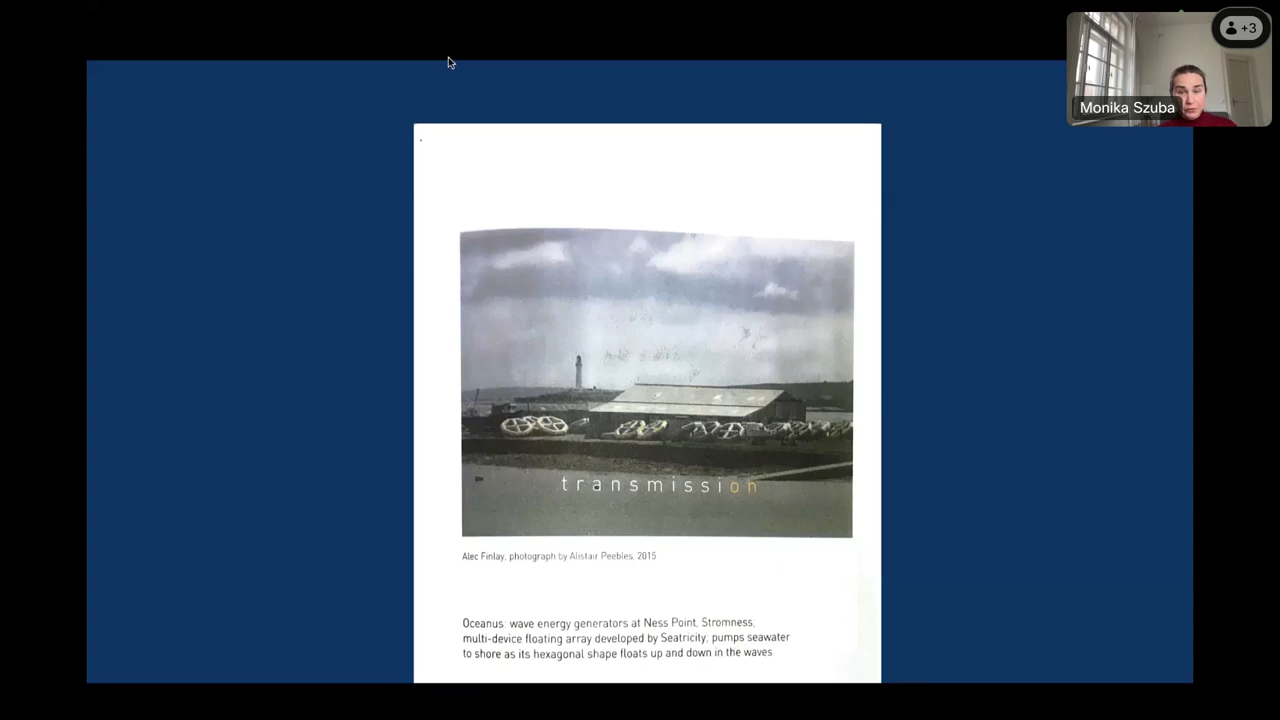 +3
Monika Szuba
transmission
Alec Finlay, photograph by Alistair Peebles, 2015
Oceanus: wave energy generators at Ness Point, Stromness,
multi-device floating array developed by Seatricity, pumps seawater
to shore as its hexagonal shape floats up and down in the waves